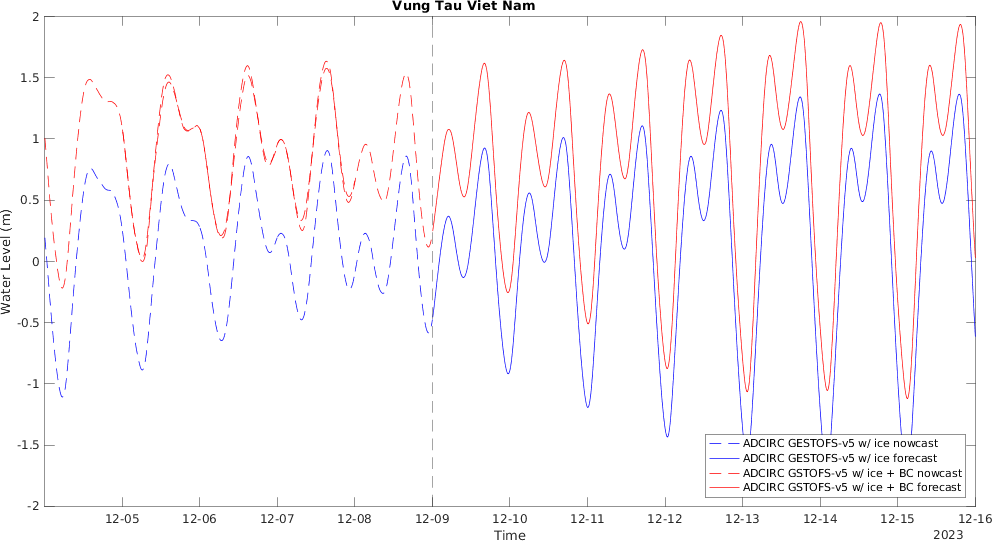 Vung Tau Viet Nam
Water Level (m)
2
1.5
1
0.5
0
-0.5
-1
-1.5
-2
ADCIRC GESTOFS-v5 w/ ice nowcast
ADCIRC GESTOFS-v5 w/ ice forecast
ADCIRC GSTOFS-v5 w/ ice + BC nowcast
ADCIRC GSTOFS-v5 w/ ice + BC forecast
12-05 12-06 12-07 12-08 12-09 12-10 12-11 12-12 12-13 12-14 12-15 12-16
Time
2023